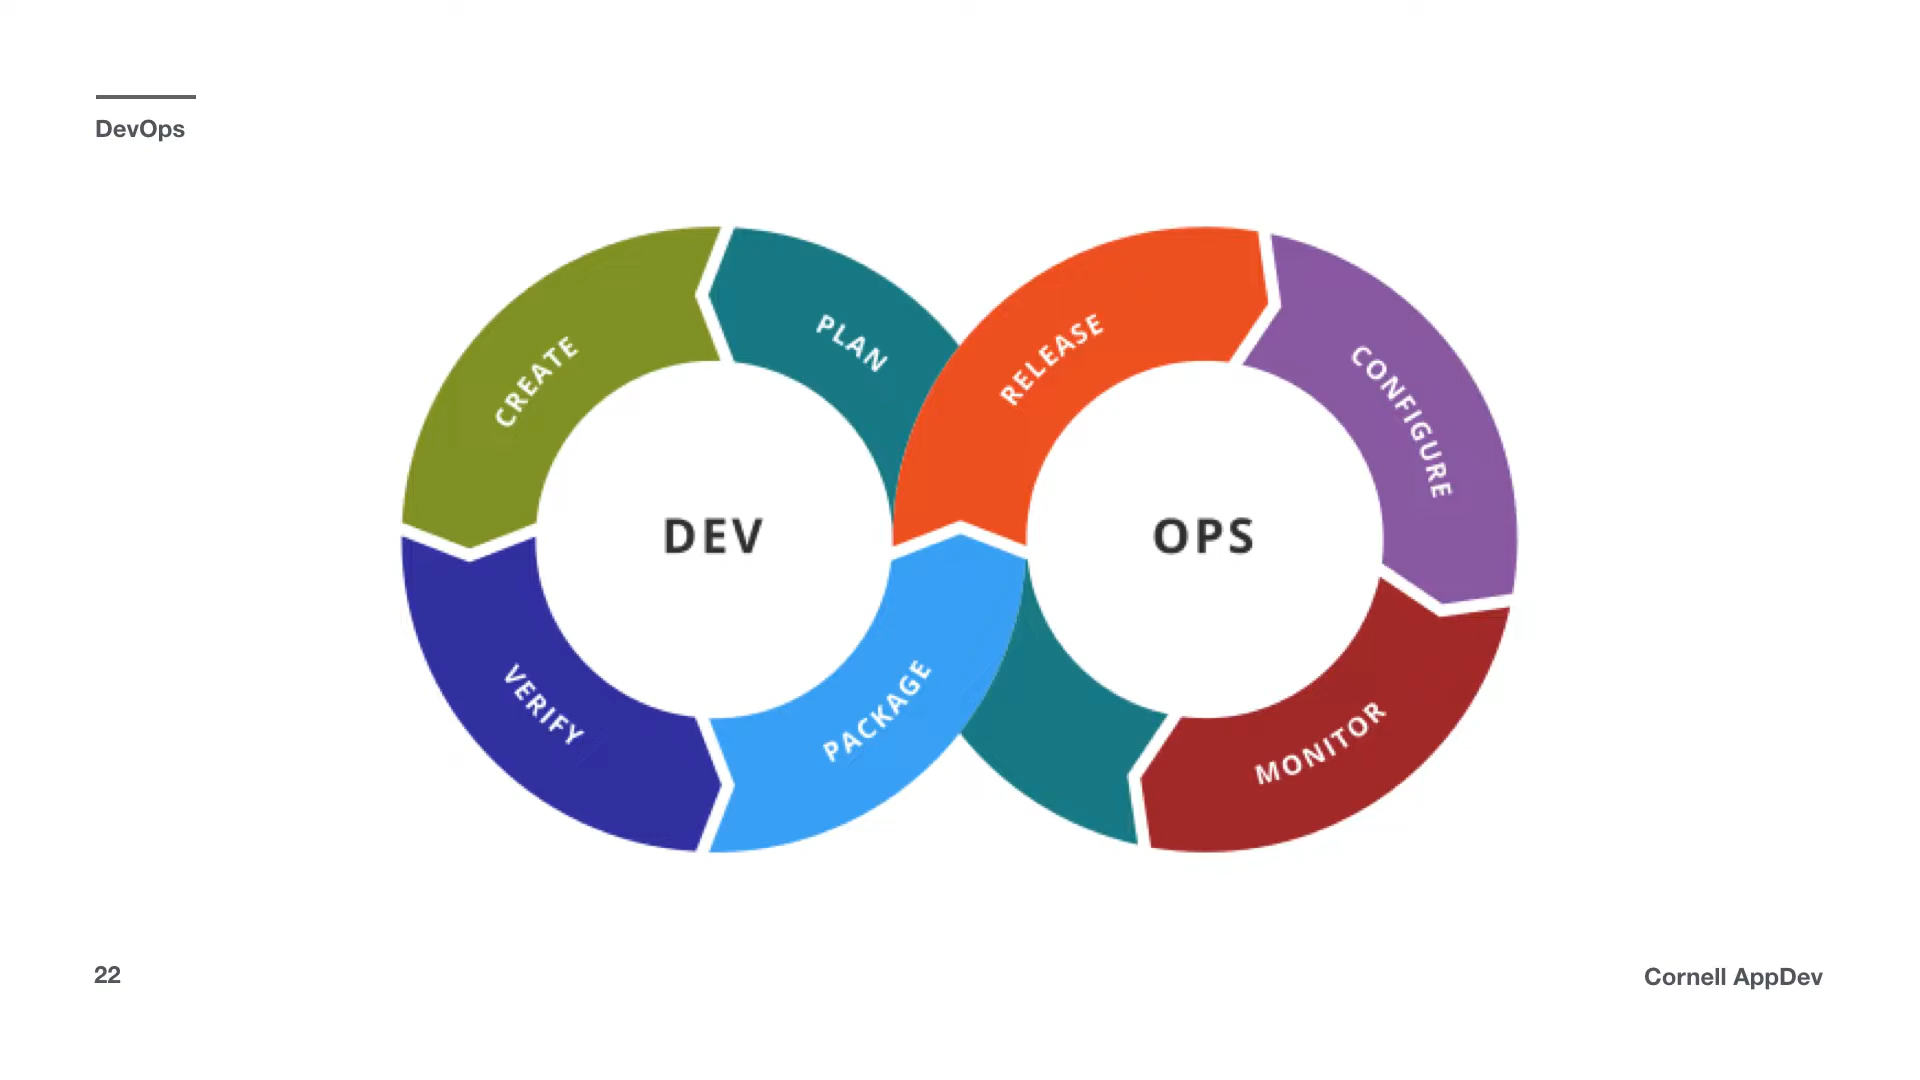 DevOps
CREATE
PLAN
RELEASE
CONFIGURE
DEV
OPS
VERIFY
PACKAGE
MONITOR
22
Cornell AppDev